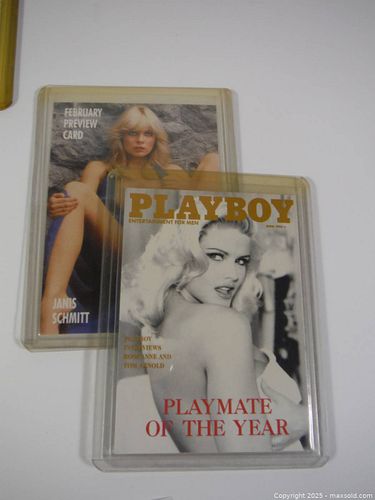 FEBRUARY
PREVIEW
CARD
JANIS
SCHMITT
PLAYBOY
ENTERTAINMENT FOR MEN
PLAYBOY
INTERVIEWS
ROSEANNE AND
TOM ARNOLD
PLAYMATE
OF THE YEAR
Copyright 2025 - maxsold.com